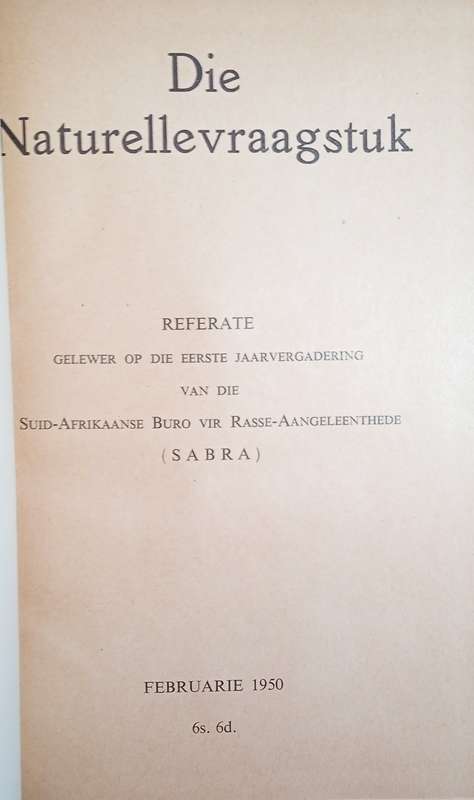 Die
Naturellevraagstuk
REFERATE
GELEWER OP DIE EERSTE JAARVERGADERING
VAN DIE
SUID-AFRIKAANSE BURO VIR RASSE-AANGELEENTHEDE
(SABRA)
FEBRUARIE 1950
6s. 6d.